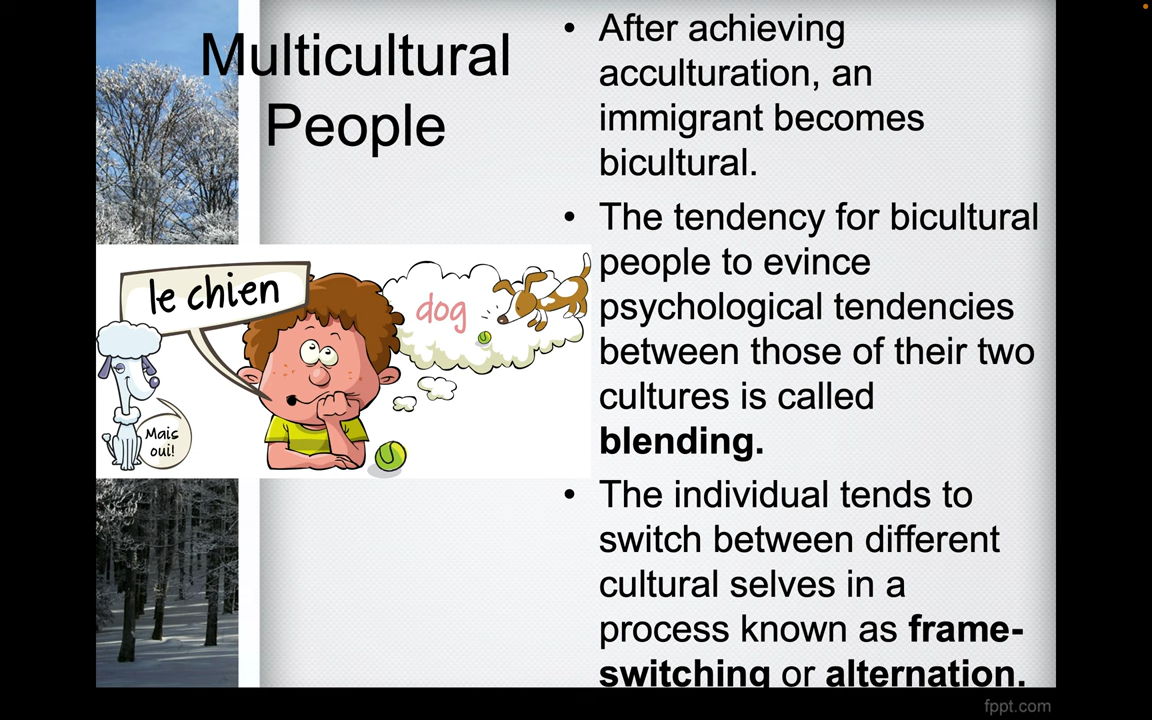 Multicultural
People
• After achieving
acculturation, an
immigrant becomes
bicultural.
• The tendency for bicultural
people to evince
psychological tendencies
between those of their two
cultures is called
blending.
• The individual tends to
switch between different
cultural selves in a
process known as frame-
switching or alternation.
le chien
dog
Mais
oui!
fppt.com